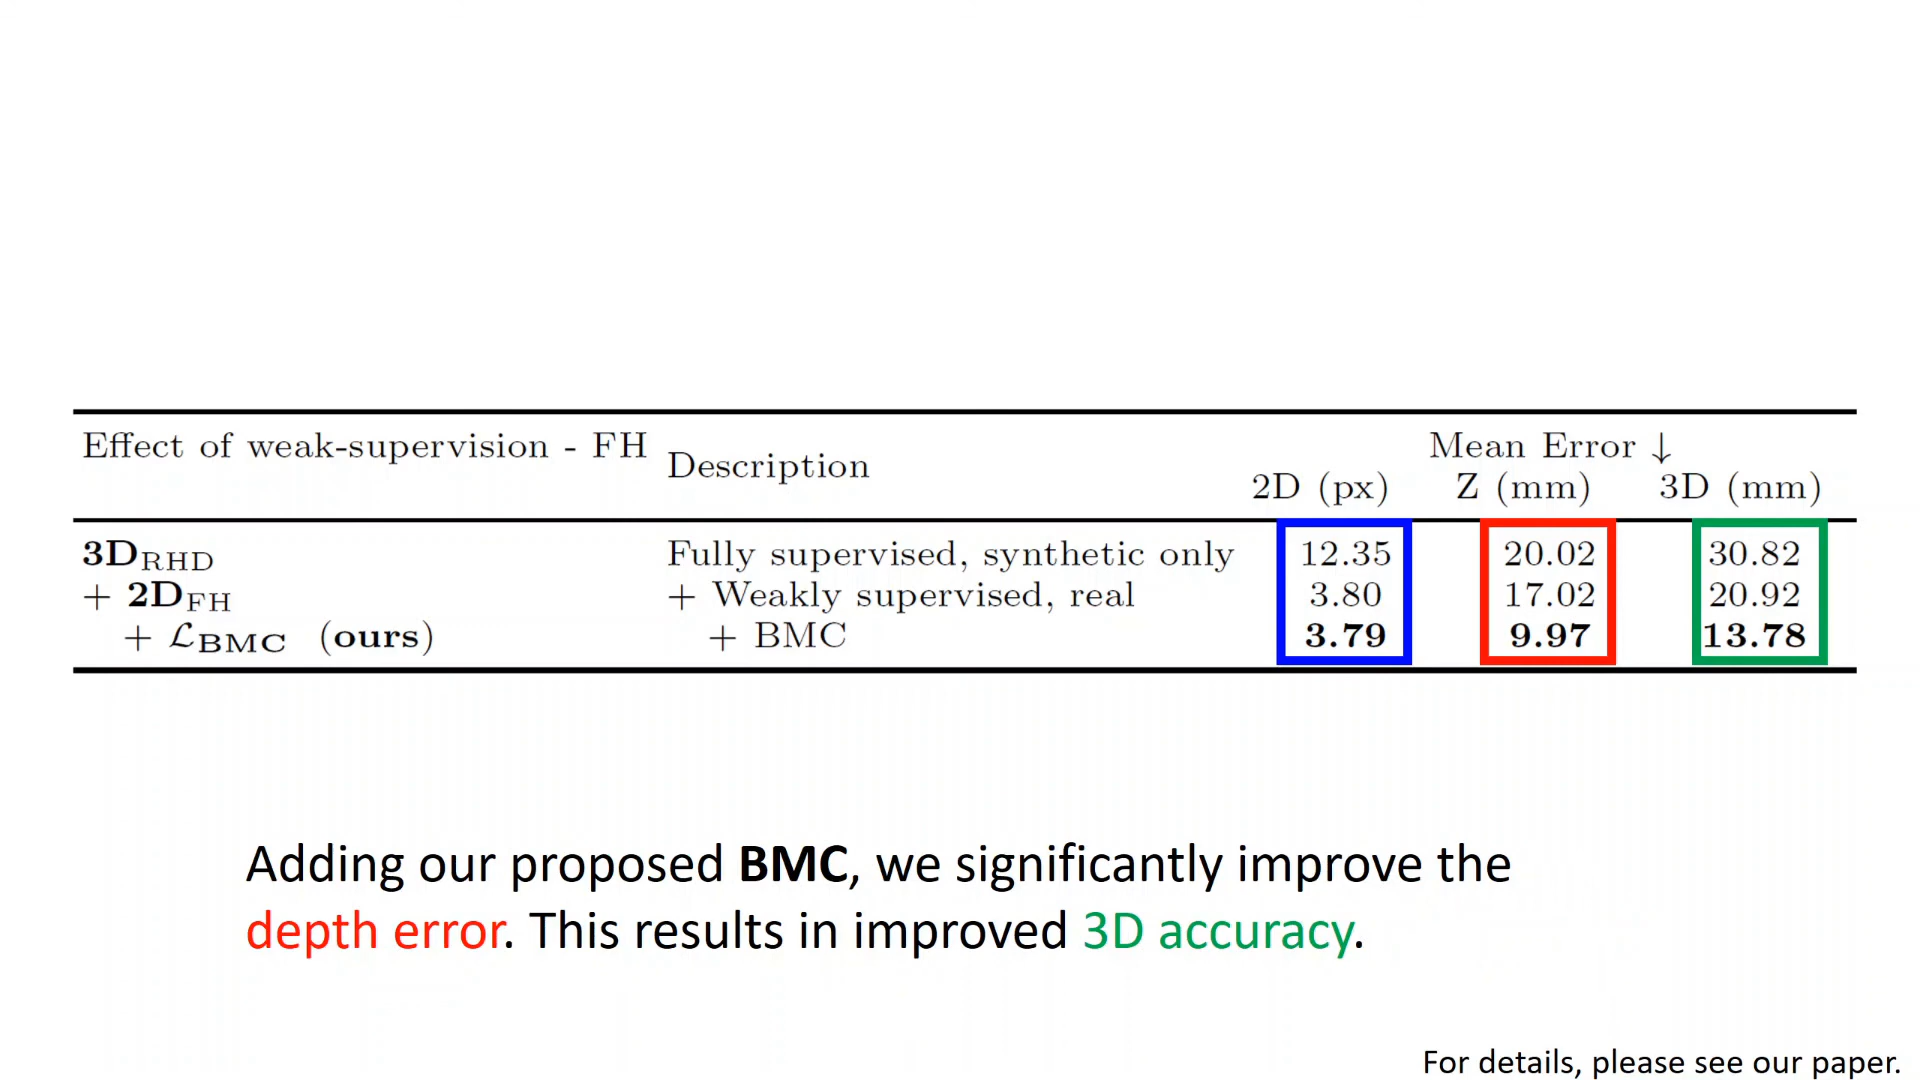 Effect of weak-supervision - FH Description Mean Error ↓
2D (px) Z (mm) 3D (mm)
3D_RHD Fully supervised, synthetic only 12.35 20.02 30.82
+ 2D_FH + Weakly supervised, real 3.80 17.02 20.92
+ ℒ_BMC (ours) + BMC 3.79 9.97 13.78
Adding our proposed BMC, we significantly improve the
depth error. This results in improved 3D accuracy.
For details, please see our paper.